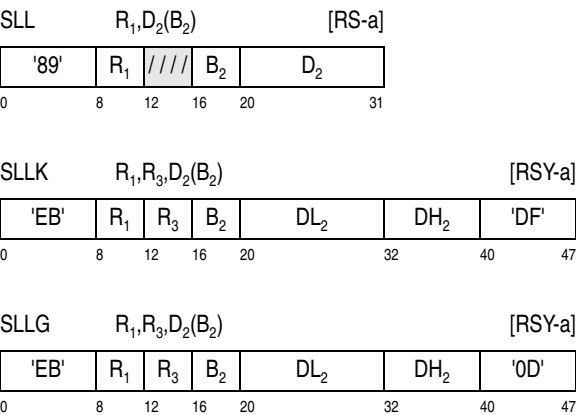 SLL R₁,D₂(B₂) [RS-a]
'89' R₁ //// B₂ D₂
0 8 12 16 20 31
SLLK R₁,R₃,D₂(B₂) [RSY-a]
'EB' R₁ R₃ B₂ DL₂ DH₂ 'DF'
0 8 12 16 20 32 40 47
SLLG R₁,R₃,D₂(B₂) [RSY-a]
'EB' R₁ R₃ B₂ DL₂ DH₂ '0D'
0 8 12 16 20 32 40 47